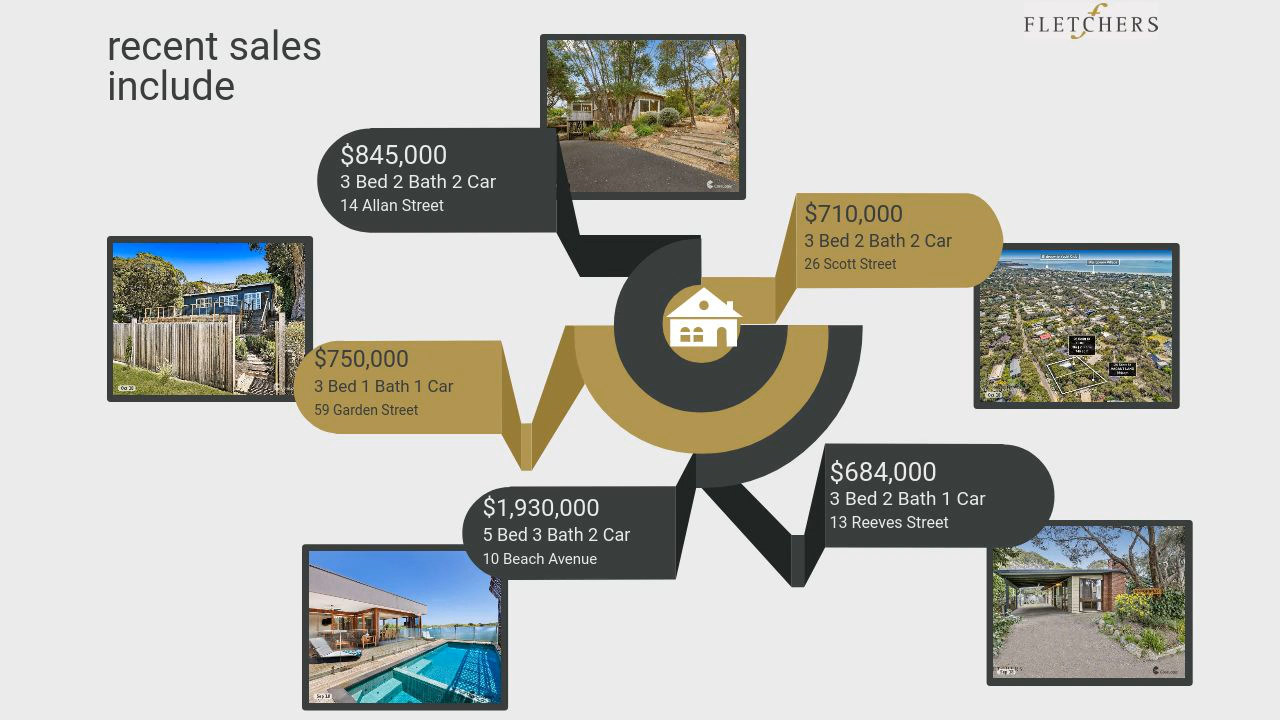 recent sales
include
FLETCHERS
$845,000
3 Bed 2 Bath 2 Car
14 Allan Street
$710,000
3 Bed 2 Bath 2 Car
26 Scott Street
$750,000
3 Bed 1 Bath 1 Car
59 Garden Street
$1,930,000
5 Bed 3 Bath 2 Car
10 Beach Avenue
$684,000
3 Bed 2 Bath 1 Car
13 Reeves Street